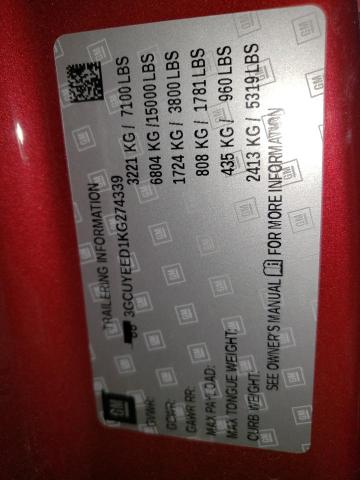 GM
TRAILERING INFORMATION
3GCUYEED1KG274339
GVWR: 3221 KG / 7100 LBS
GCWR: 6804 KG /15000 LBS
GAWR RR: 1724 KG / 3800 LBS
MAX PAYLOAD: 808 KG / 1781 LBS
MAX TONGUE WEIGHT: 435 KG / 960 LBS
CURB WEIGHT: 2413 KG / 5319 LBS
SEE OWNER'S MANUAL FOR MORE INFORMATION